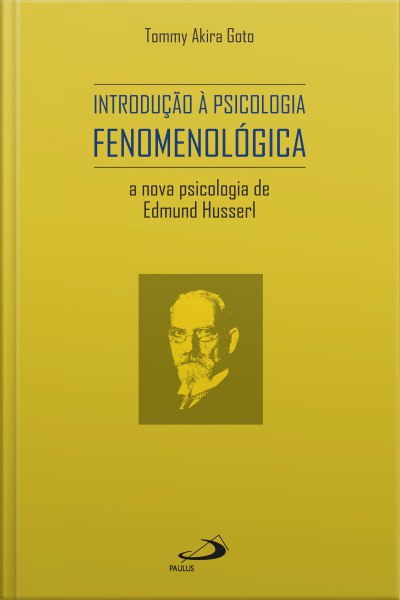 Tommy Akira Goto
INTRODUÇÃO À PSICOLOGIA
FENOMENOLÓGICA
a nova psicologia de
Edmund Husserl
PAULUS